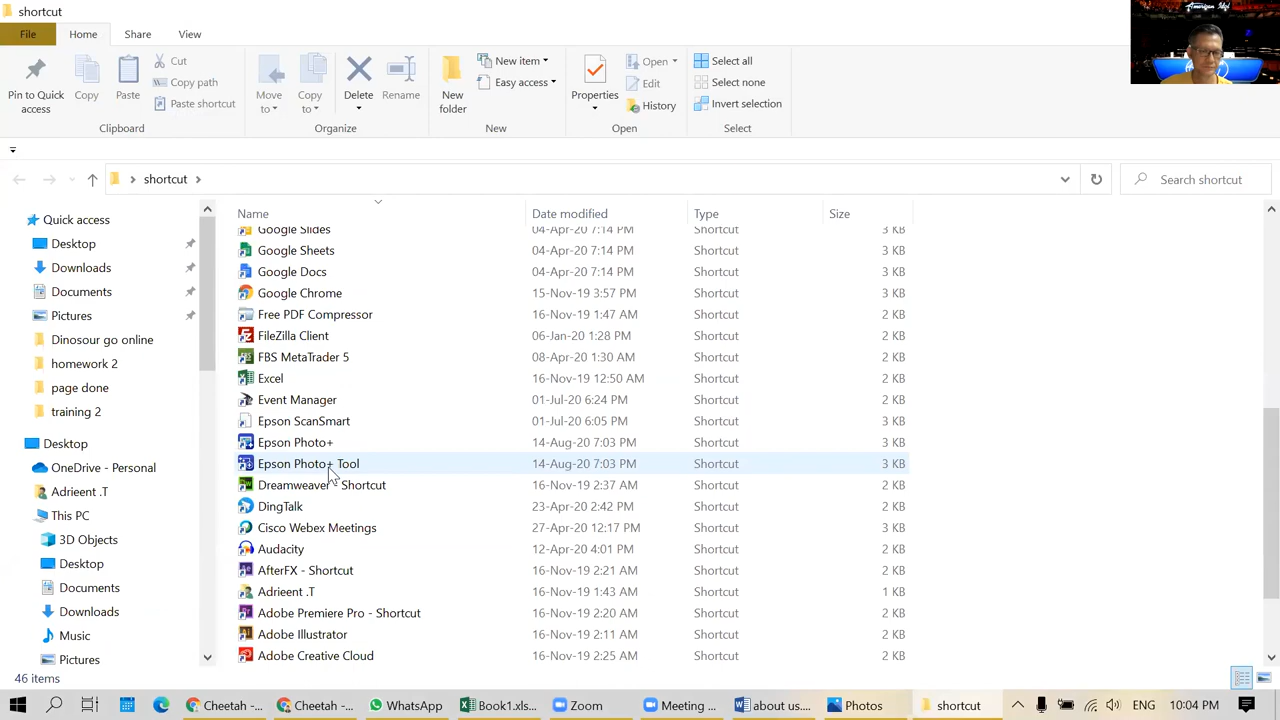 shortcut
American Idol
File Home Share View
Pin to Quick access
Copy
Paste
Cut
Copy path
Paste shortcut
Clipboard
Move to
Copy to
Delete
Rename
Organize
New folder
New item
Easy access
New
Properties
Open
Edit
History
Open
Select all
Select none
Invert selection
Select
shortcut
Search shortcut
Quick access
Desktop
Downloads
Documents
Pictures
Dinosour go online
homework 2
page done
training 2
Desktop
OneDrive - Personal
Adrieent .T
This PC
3D Objects
Desktop
Documents
Downloads
Music
Pictures
Name Date modified Type Size
Google Slides 04-Apr-20 7:14 PM Shortcut 3 KB
Google Sheets 04-Apr-20 7:14 PM Shortcut 3 KB
Google Docs 04-Apr-20 7:14 PM Shortcut 3 KB
Google Chrome 15-Nov-19 3:57 PM Shortcut 3 KB
Free PDF Compressor 16-Nov-19 1:47 AM Shortcut 2 KB
FileZilla Client 06-Jan-20 1:28 PM Shortcut 2 KB
FBS MetaTrader 5 08-Apr-20 1:30 AM Shortcut 2 KB
Excel 16-Nov-19 12:50 AM Shortcut 2 KB
Event Manager 01-Jul-20 6:24 PM Shortcut 2 KB
Epson ScanSmart 01-Jul-20 6:05 PM Shortcut 2 KB
Epson Photo+ 14-Aug-20 7:03 PM Shortcut 3 KB
Epson Photo+ Tool 14-Aug-20 7:03 PM Shortcut 3 KB
Dreamweaver - Shortcut 16-Nov-19 2:37 AM Shortcut 2 KB
DingTalk 23-Apr-20 2:42 PM Shortcut 2 KB
Cisco Webex Meetings 27-Apr-20 12:17 PM Shortcut 2 KB
Audacity 12-Apr-20 4:01 PM Shortcut 2 KB
AfterFX - Shortcut 16-Nov-19 2:21 AM Shortcut 2 KB
Adrieent .T 16-Nov-19 1:43 AM Shortcut 1 KB
Adobe Premiere Pro - Shortcut 16-Nov-19 2:20 AM Shortcut 2 KB
Adobe Illustrator 16-Nov-19 2:11 AM Shortcut 2 KB
Adobe Creative Cloud 16-Nov-19 2:25 AM Shortcut 2 KB
46 items
Cheetah -... Cheetah -... WhatsApp Book1.xls... Zoom Meeting ... about us... Photos shortcut ENG 10:04 PM